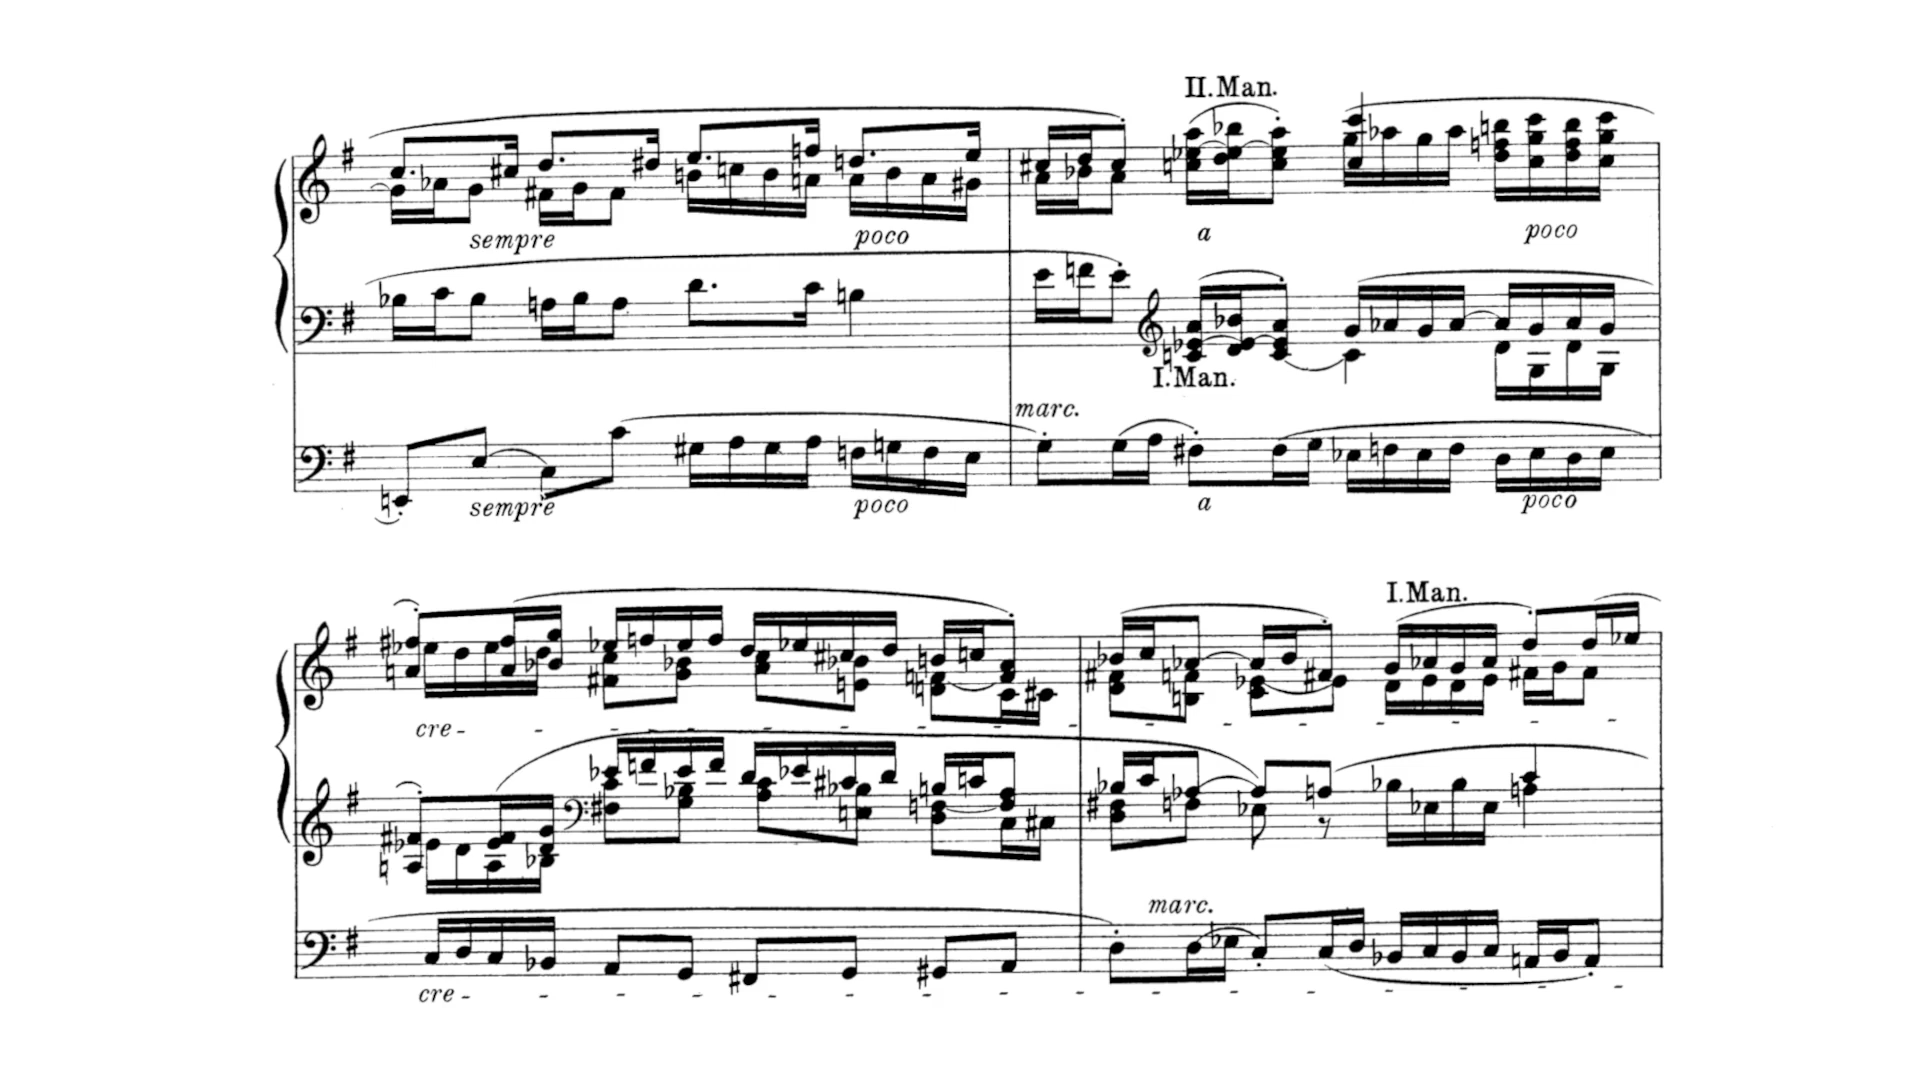 II. Man.
sempre poco a poco
I. Man.
marc.
sempre poco a poco
I. Man.
cre - - - - - - - - - - - - - - - -
marc.
cre - - - - - - - - - - - - - - - -